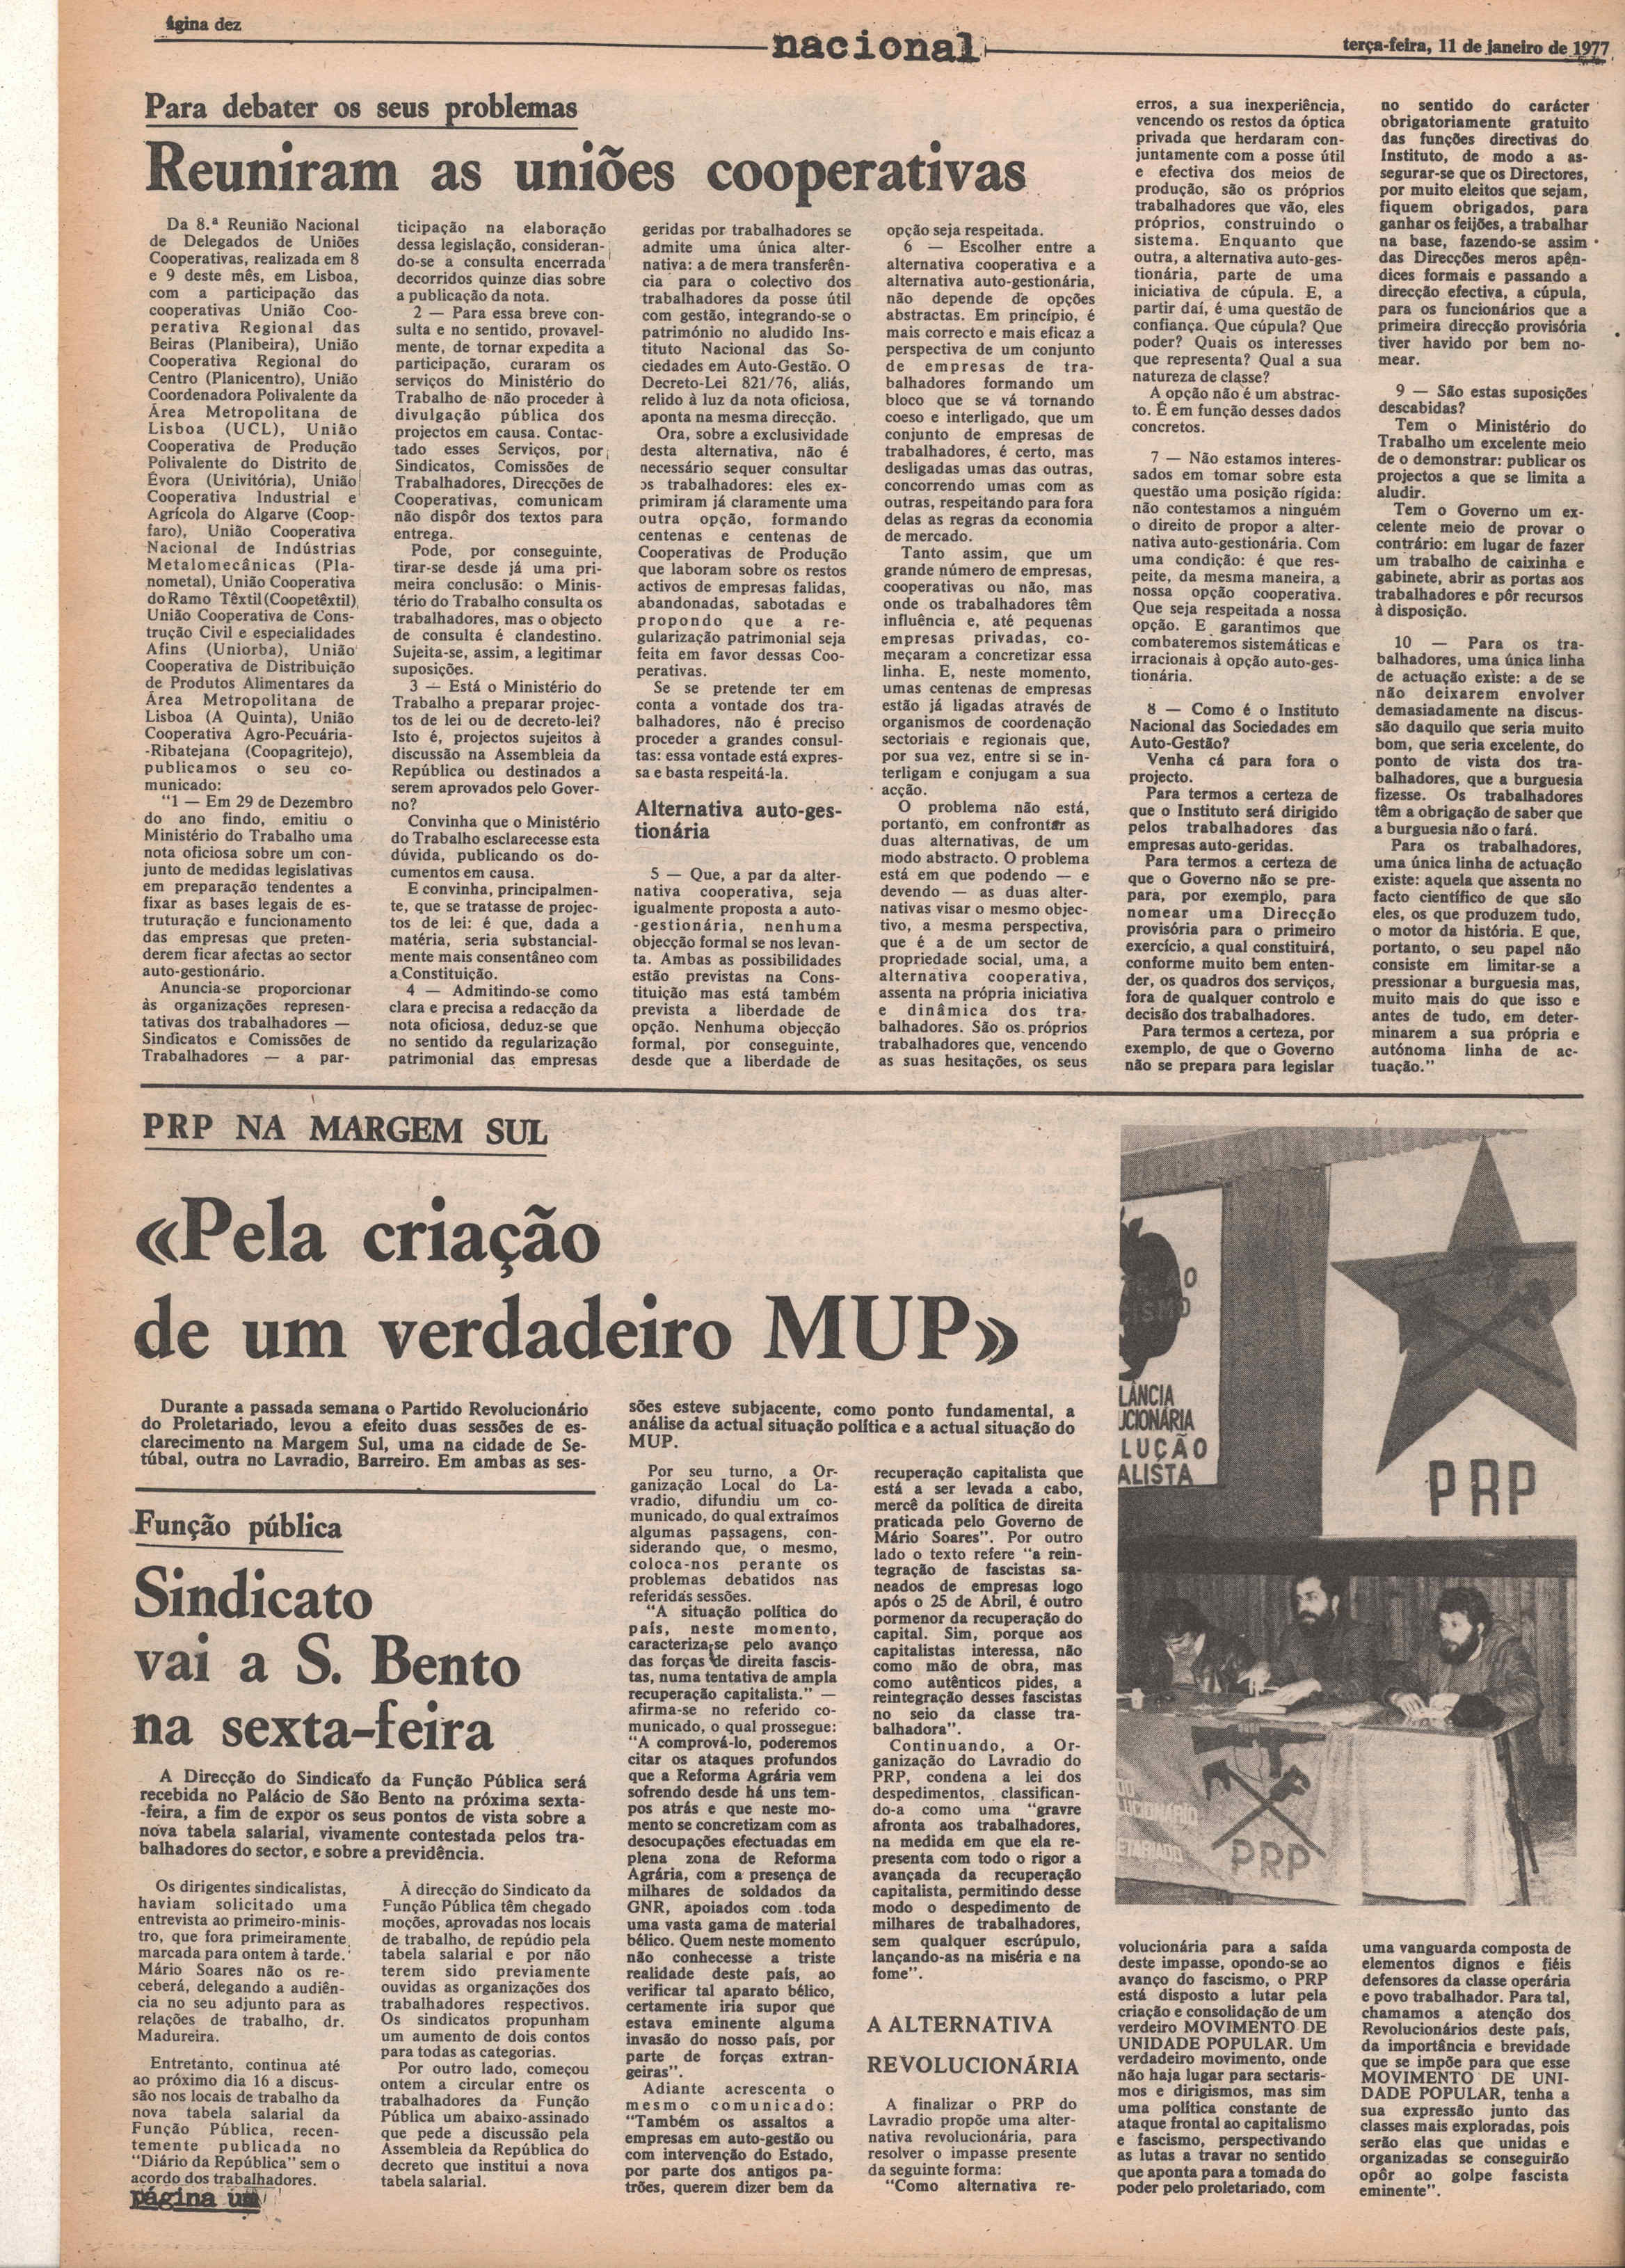 ágina dez
nacional
terça-feira, 11 de janeiro de 1977
Para debater os seus problemas
Reuniram as uniões cooperativas
Da 8.ª Reunião Nacional
de Delegados de Uniões
Cooperativas, realizada em 8
e 9 deste mês, em Lisboa,
com a participação das
cooperativas União Coo-
perativa Regional das
Beiras (Planibeira), União
Cooperativa Regional do
Centro (Planicentro), União
Coordenadora Polivalente da
Área Metropolitana de
Lisboa (UCL), União
Cooperativa de Produção
Polivalente do Distrito de
Évora (Univitória), União
Cooperativa Industrial e
Agrícola do Algarve (Coop-
faro), União Cooperativa
Nacional de Indústrias
Metalomecânicas (Pla-
nometal), União Cooperativa
do Ramo Têxtil (Coopetêxtil),
União Cooperativa de Cons-
trução Civil e especialidades
Afins (Uniorba), União
Cooperativa de Distribuição
de Produtos Alimentares da
Área Metropolitana de
Lisboa (A Quinta), União
Cooperativa Agro-Pecuária-
-Ribatejana (Coopagritejo),
publicamos o seu co-
municado:
"1 — Em 29 de Dezembro
do ano findo, emitiu o
Ministério do Trabalho uma
nota oficiosa sobre um con-
junto de medidas legislativas
em preparação tendentes a
fixar as bases legais de es-
truturação e funcionamento
das empresas que preten-
derem ficar afectas ao sector
auto-gestionário.
Anuncia-se proporcionar
às organizações represen-
tativas dos trabalhadores —
Sindicatos e Comissões de
Trabalhadores — a par-
ticipação na elaboração
dessa legislação, consideran-
do-se a consulta encerrada
decorridos quinze dias sobre
a publicação da nota.
2 — Para essa breve con-
sulta e no sentido, provavel-
mente, de tornar expedita a
participação, curaram os
serviços do Ministério do
Trabalho de não proceder à
divulgação pública dos
projectos em causa. Contac-
tado esses Serviços, por
Sindicatos, Comissões de
Trabalhadores, Direcções de
Cooperativas, comunicam
não dispôr dos textos para
entrega.
Pode, por conseguinte,
tirar-se desde já uma pri-
meira conclusão: o Minis-
tério do Trabalho consulta os
trabalhadores, mas o objecto
de consulta é clandestino.
Sujeita-se, assim, a legitimar
suposições.
3 — Está o Ministério do
Trabalho a preparar projec-
tos de lei ou de decreto-lei?
Isto é, projectos sujeitos à
discussão na Assembleia da
República ou destinados a
serem aprovados pelo Gover-
no?
Convinha que o Ministério
do Trabalho esclarecesse esta
dúvida, publicando os do-
cumentos em causa.
E convinha, principalmen-
te, que se tratasse de projec-
tos de lei: é que, dada a
matéria, seria substancial-
mente mais consentâneo com
a Constituição.
4 — Admitindo-se como
clara e precisa a redacção da
nota oficiosa, deduz-se que
no sentido da regularização
patrimonial das empresas
geridas por trabalhadores se
admite uma única alter-
nativa: a de mera transferên-
cia para o colectivo dos
trabalhadores da posse útil
com gestão, integrando-se o
património no aludido Ins-
tituto Nacional das So-
ciedades em Auto-Gestão. O
Decreto-Lei 821/76, aliás,
relido à luz da nota oficiosa,
aponta na mesma direcção.
Ora, sobre a exclusividade
desta alternativa, não é
necessário sequer consultar
os trabalhadores: eles ex-
primiram já claramente uma
outra opção, formando
centenas e centenas de
Cooperativas de Produção
que laboram sobre os restos
activos de empresas falidas,
abandonadas, sabotadas e
propondo que a re-
gularização patrimonial seja
feita em favor dessas Coo-
perativas.
Se se pretende ter em
conta a vontade dos tra-
balhadores, não é preciso
proceder a grandes consul-
tas: essa vontade está expres-
sa e basta respeitá-la.
Alternativa auto-ges-
tionária
5 — Que, a par da alter-
nativa cooperativa, seja
igualmente proposta a auto-
-gestionária, nenhuma
objecção formal se nos levan-
ta. Ambas as possibilidades
estão previstas na Cons-
tituição mas está também
prevista a liberdade de
opção. Nenhuma objecção
formal, por conseguinte,
desde que a liberdade de
opção seja respeitada.
6 — Escolher entre a
alternativa cooperativa e a
alternativa auto-gestionária,
não depende de opções
abstractas. Em princípio, é
mais correcto e mais eficaz a
perspectiva de um conjunto
de empresas de tra-
balhadores formando um
bloco que se vá tornando
coeso e interligado, que um
conjunto de empresas de
trabalhadores, é certo, mas
desligadas umas das outras,
concorrendo umas com as
outras, respeitando para fora
delas as regras da economia
de mercado.
Tanto assim, que um
grande número de empresas,
cooperativas ou não, mas
onde os trabalhadores têm
influência e, até pequenas
empresas privadas, co-
meçaram a concretizar essa
linha. E, neste momento,
umas centenas de empresas
estão já ligadas através de
organismos de coordenação
sectoriais e regionais que,
por sua vez, entre si se in-
terligam e conjugam a sua
acção.
O problema não está,
portanto, em confrontar as
duas alternativas, de um
modo abstracto. O problema
está em que podendo — e
devendo — as duas alter-
nativas visar o mesmo objec-
tivo, a mesma perspectiva,
que é a de um sector de
propriedade social, uma, a
alternativa cooperativa,
assenta na própria iniciativa
e dinâmica dos tra-
balhadores. São os próprios
trabalhadores que, vencendo
as suas hesitações, os seus
erros, a sua inexperiência,
vencendo os restos da óptica
privada que herdaram con-
juntamente com a posse útil
e efectiva dos meios de
produção, são os próprios
trabalhadores que vão, eles
próprios, construindo o
sistema. Enquanto que
outra, a alternativa auto-ges-
tionária, parte de uma
iniciativa de cúpula. E, a
partir daí, é uma questão de
confiança. Que cúpula? Que
poder? Quais os interesses
que representa? Qual a sua
natureza de classe?
A opção não é um abstrac-
to. É em função desses dados
concretos.
7 — Não estamos interes-
sados em tomar sobre esta
questão uma posição rígida:
não contestamos a ninguém
o direito de propor a alter-
nativa auto-gestionária. Com
uma condição: é que res-
peite, da mesma maneira, a
nossa opção cooperativa.
Que seja respeitada a nossa
opção. E garantimos que
combateremos sistemáticas e
irracionais à opção auto-ges-
tionária.
8 — Como é o Instituto
Nacional das Sociedades em
Auto-Gestão?
Venha cá para fora o
projecto.
Para termos a certeza de
que o Instituto será dirigido
pelos trabalhadores das
empresas auto-geridas.
Para termos a certeza de
que o Governo não se pre-
para, por exemplo, para
nomear uma Direcção
provisória para o primeiro
exercício, a qual constituirá,
conforme muito bem enten-
der, os quadros dos serviços,
fora de qualquer controlo e
decisão dos trabalhadores.
Para termos a certeza, por
exemplo, de que o Governo
não se prepara para legislar
no sentido do carácter
obrigatoriamente gratuito
das funções directivas do
Instituto, de modo a as-
segurar-se que os Directores,
por muito eleitos que sejam,
fiquem obrigados, para
ganhar os feijões, a trabalhar
na base, fazendo-se assim
das Direcções meros apên-
dices formais e passando a
direcção efectiva, a cúpula,
para os funcionários que a
primeira direcção provisória
tiver havido por bem no-
mear.
9 — São estas suposições
descabidas?
Tem o Ministério do
Trabalho um excelente meio
de o demonstrar: publicar os
projectos a que se limita a
aludir.
Tem o Governo um ex-
celente meio de provar o
contrário: em lugar de fazer
um trabalho de caixinha e
gabinete, abrir as portas aos
trabalhadores e pôr recursos
à disposição.
10 — Para os tra-
balhadores, uma única linha
de actuação existe: a de se
não deixarem envolver
demasiadamente na discus-
são daquilo que seria muito
bom, que seria excelente, do
ponto de vista dos tra-
balhadores, que a burguesia
fizesse. Os trabalhadores
têm a obrigação de saber que
a burguesia não o fará.
Para os trabalhadores,
uma única linha de actuação
existe: aquela que assenta no
facto científico de que são
eles, os que produzem tudo,
o motor da história. E que,
portanto, o seu papel não
consiste em limitar-se a
pressionar a burguesia mas,
muito mais do que isso e
antes de tudo, em deter-
minarem a sua própria e
autónoma linha de ac-
tuação."
PRP NA MARGEM SUL
«Pela criação
de um verdadeiro MUP»
Durante a passada semana o Partido Revolucionário
do Proletariado, levou a efeito duas sessões de es-
clarecimento na Margem Sul, uma na cidade de Se-
túbal, outra no Lavradio, Barreiro. Em ambas as ses-
sões esteve subjacente, como ponto fundamental, a
análise da actual situação política e a actual situação do
MUP.
Por seu turno, a Or-
ganização Local do La-
vradio, difundiu um co-
municado, do qual extraímos
algumas passagens, con-
siderando que, o mesmo,
coloca-nos perante os
problemas debatidos nas
referidas sessões.
"A situação política do
país, neste momento,
caracteriza-se pelo avanço
das forças de direita fascis-
tas, numa tentativa de ampla
recuperação capitalista." —
afirma-se no referido co-
municado, o qual prossegue:
"A comprová-lo, poderemos
citar os ataques profundos
que a Reforma Agrária vem
sofrendo desde há uns tem-
pos atrás e que neste mo-
mento se concretizam com as
desocupações efectuadas em
plena zona de Reforma
Agrária, com a presença de
milhares de soldados da
GNR, apoiados com toda
uma vasta gama de material
bélico. Quem neste momento
não conhecesse a triste
realidade deste país, ao
verificar tal aparato bélico,
certamente iria supor que
estava eminente alguma
invasão do nosso país, por
parte de forças extran-
geiras".
Adiante acrescenta o
mesmo comunicado:
"Também os assaltos a
empresas em auto-gestão ou
com intervenção do Estado,
por parte dos antigos pa-
trões, querem dizer bem da
recuperação capitalista que
está a ser levada a cabo,
mercê da política de direita
praticada pelo Governo de
Mário Soares". Por outro
lado o texto refere "a rein-
tegração de fascistas sa-
neados de empresas logo
após o 25 de Abril, é outro
pormenor da recuperação do
capital. Sim, porque aos
capitalistas interessa, não
como mão de obra, mas
como autênticos pides, a
reintegração desses fascistas
no seio da classe tra-
balhadora".
Continuando, a Or-
ganização do Lavradio do
PRP, condena a lei dos
despedimentos, classifican-
do-a como uma "gravre
afronta aos trabalhadores,
na medida em que ela re-
presenta com todo o rigor a
avançada da recuperação
capitalista, permitindo desse
modo o despedimento de
milhares de trabalhadores,
sem qualquer escrúpulo,
lançando-as na miséria e na
fome".
A ALTERNATIVA
REVOLUCIONÁRIA
A finalizar o PRP do
Lavradio propõe uma alter-
nativa revolucionária, para
resolver o impasse presente
da seguinte forma:
"Como alternativa re-
volucionária para a saída
deste impasse, opondo-se ao
avanço do fascismo, o PRP
está disposto a lutar pela
criação e consolidação de um
verdeiro MOVIMENTO DE
UNIDADE POPULAR. Um
verdadeiro movimento, onde
não haja lugar para sectaris-
mos e dirigismos, mas sim
uma política constante de
ataque frontal ao capitalismo
e fascismo, perspectivando
as lutas a travar no sentido
que aponta para a tomada do
poder pelo proletariado, com
uma vanguarda composta de
elementos dignos e fiéis
defensores da classe operária
e povo trabalhador. Para tal,
chamamos a atenção dos
Revolucionários deste país,
da importância e brevidade
que se impõe para que esse
MOVIMENTO DE UNI-
DADE POPULAR, tenha a
sua expressão junto das
classes mais exploradas, pois
serão elas que unidas e
organizadas se conseguirão
opôr ao golpe fascista
eminente".
LÂNCIA
UCIONÁRIA
LUÇÃO
ALISTA
PRP
PRP
Função pública
Sindicato
vai a S. Bento
na sexta-feira
A Direcção do Sindicato da Função Pública será
recebida no Palácio de São Bento na próxima sexta-
-feira, a fim de expor os seus pontos de vista sobre a
nova tabela salarial, vivamente contestada pelos tra-
balhadores do sector, e sobre a previdência.
Os dirigentes sindicalistas,
haviam solicitado uma
entrevista ao primeiro-minis-
tro, que fora primeiramente
marcada para ontem à tarde.
Mário Soares não os re-
ceberá, delegando a audiên-
cia no seu adjunto para as
relações de trabalho, dr.
Madureira.
Entretanto, continua até
ao próximo dia 16 a discus-
são nos locais de trabalho da
nova tabela salarial da
Função Pública, recen-
temente publicada no
"Diário da República" sem o
acordo dos trabalhadores.
À direcção do Sindicato da
Função Pública têm chegado
moções, aprovadas nos locais
de trabalho, de repúdio pela
tabela salarial e por não
terem sido previamente
ouvidas as organizações dos
trabalhadores respectivos.
Os sindicatos propunham
um aumento de dois contos
para todas as categorias.
Por outro lado, começou
ontem a circular entre os
trabalhadores da Função
Pública um abaixo-assinado
que pede a discussão pela
Assembleia da República do
decreto que institui a nova
tabela salarial.
página um